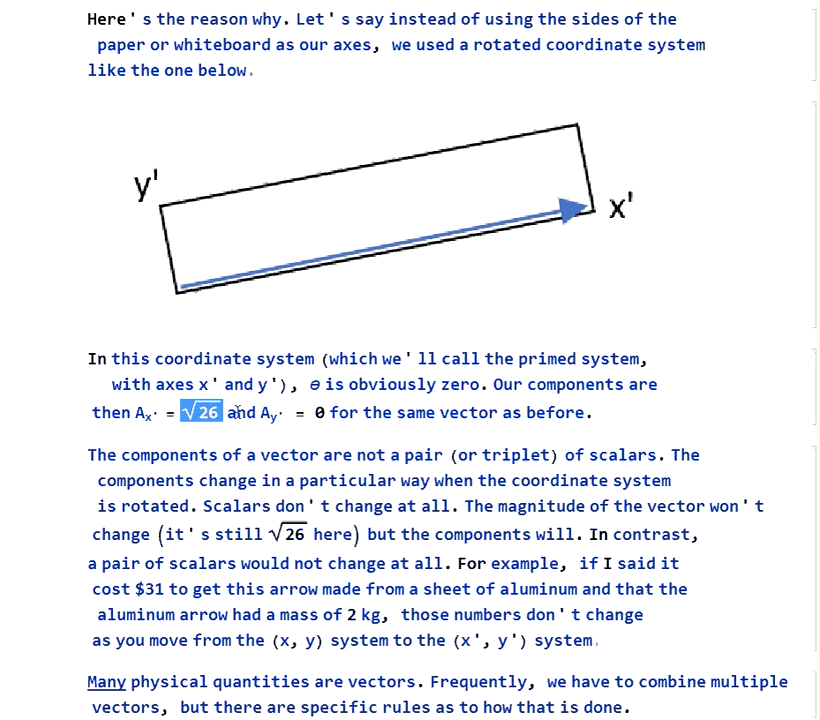 Here's the reason why. Let's say instead of using the sides of the
paper or whiteboard as our axes, we used a rotated coordinate system
like the one below.
y'
x'
In this coordinate system (which we'll call the primed system,
with axes x' and y'), θ is obviously zero. Our components are
then Aₓ' = √26 and Aᵧ' = 0 for the same vector as before.
The components of a vector are not a pair (or triplet) of scalars. The
components change in a particular way when the coordinate system
is rotated. Scalars don't change at all. The magnitude of the vector won't
change (it's still √26 here) but the components will. In contrast,
a pair of scalars would not change at all. For example, if I said it
cost $31 to get this arrow made from a sheet of aluminum and that the
aluminum arrow had a mass of 2 kg, those numbers don't change
as you move from the (x, y) system to the (x', y') system.
Many physical quantities are vectors. Frequently, we have to combine multiple
vectors, but there are specific rules as to how that is done.